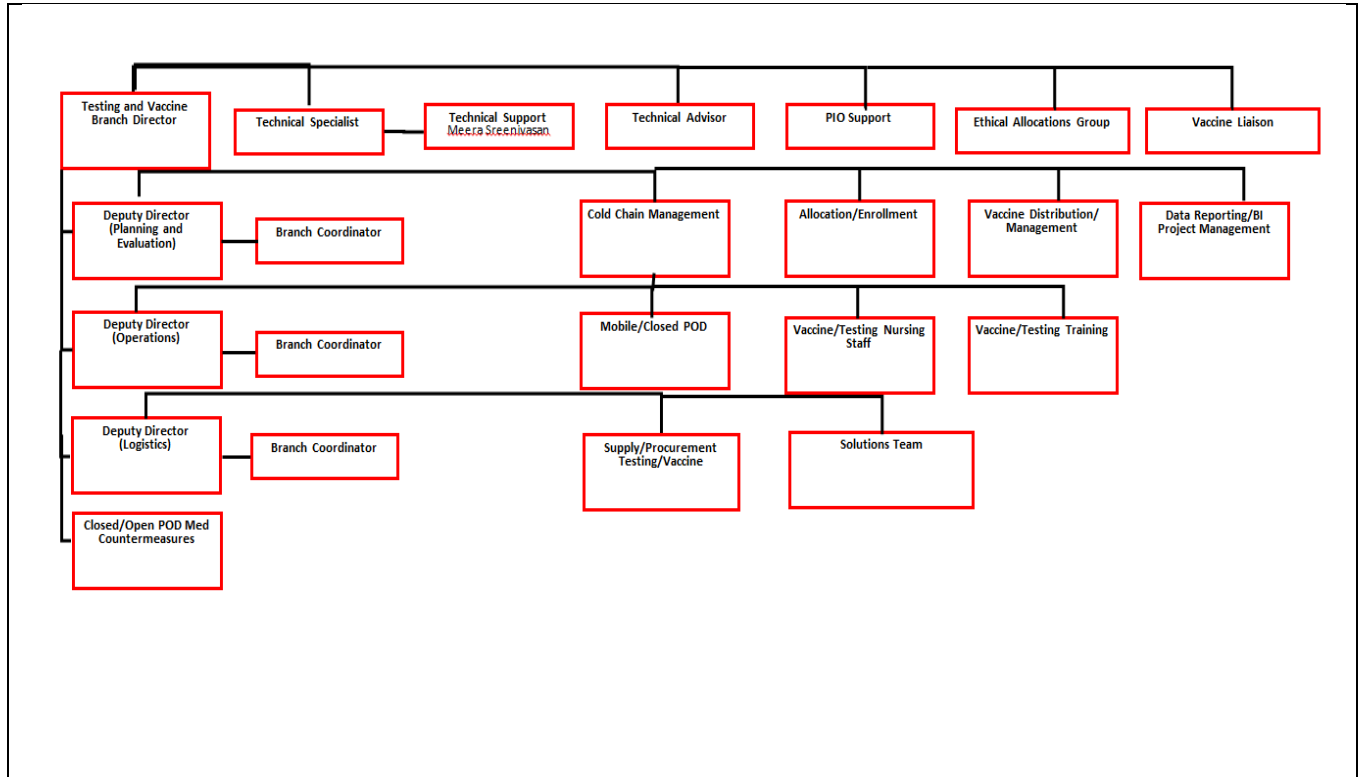 Testing and Vaccine
Branch Director
Technical Specialist
Technical Support
Meera Sreenivasan
Technical Advisor
PIO Support
Ethical Allocations Group
Vaccine Liaison
Deputy Director
(Planning and
Evaluation)
Branch Coordinator
Cold Chain Management
Allocation/Enrollment
Vaccine Distribution/
Management
Data Reporting/BI
Project Management
Deputy Director
(Operations)
Branch Coordinator
Mobile/Closed POD
Vaccine/Testing Nursing
Staff
Vaccine/Testing Training
Deputy Director
(Logistics)
Branch Coordinator
Supply/Procurement
Testing/Vaccine
Solutions Team
Closed/Open POD Med
Countermeasures